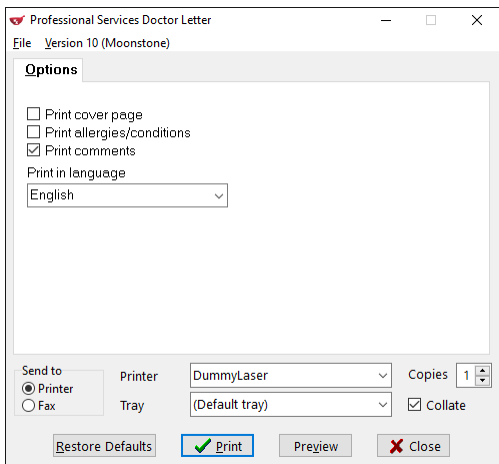 Professional Services Doctor Letter
File Version 10 (Moonstone)
Options
Print cover page
Print allergies/conditions
Print comments
Print in language
English
Send to
Printer
Fax
Printer DummyLaser Copies 1
Tray (Default tray) Collate
Restore Defaults Print Preview Close